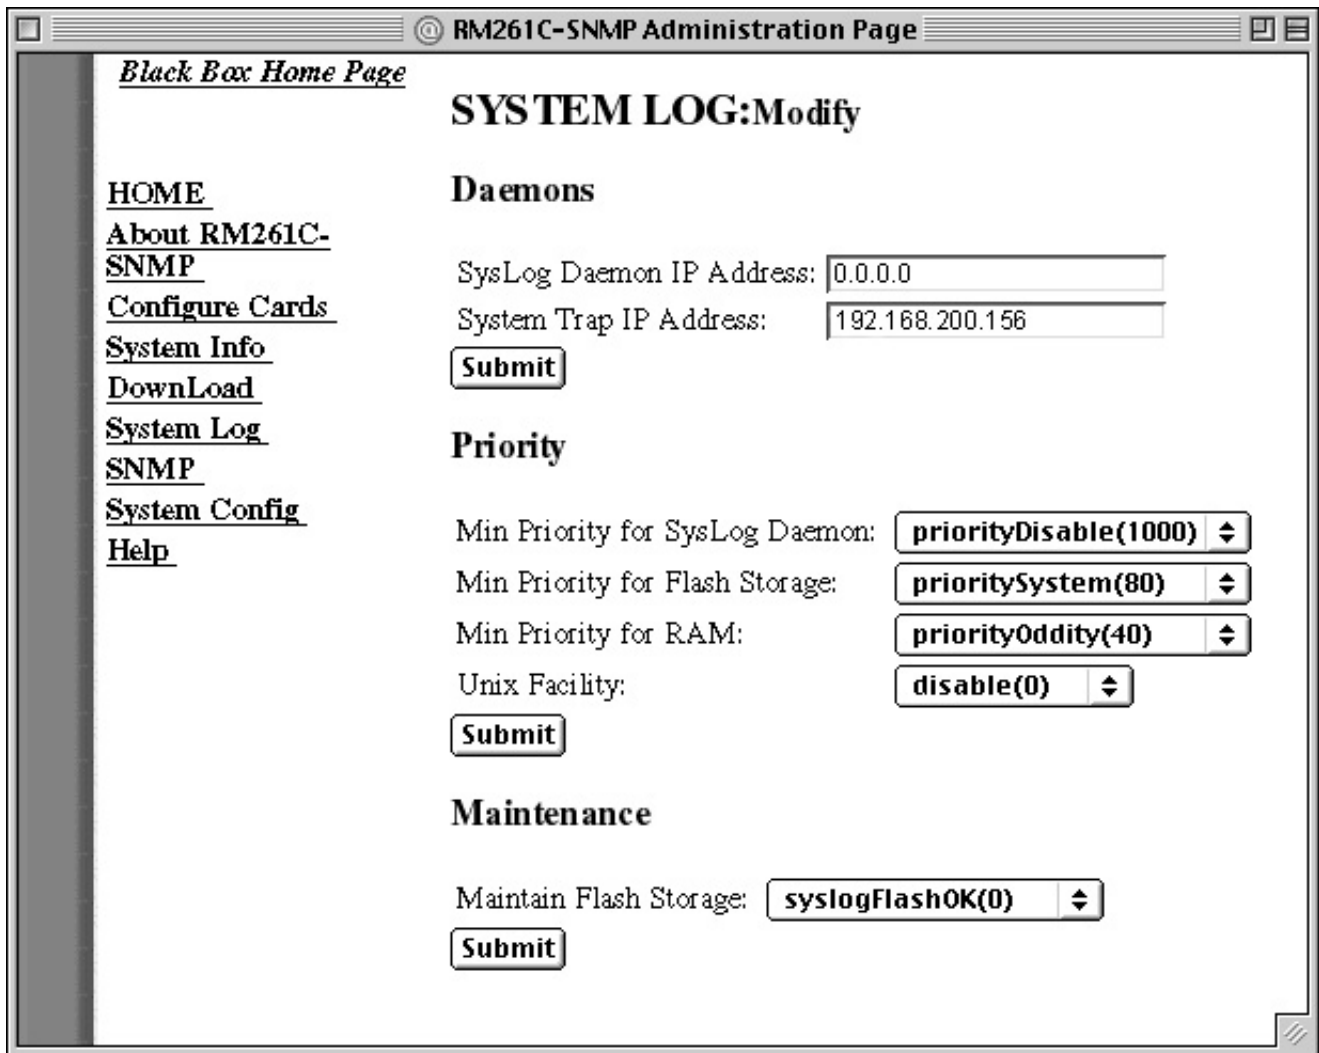 RM261C-SNMP Administration Page
Black Box Home Page
HOME
About RM261C-
SNMP
Configure Cards
System Info
DownLoad
System Log
SNMP
System Config
Help
SYSTEM LOG:Modify
Daemons
SysLog Daemon IP Address: 0.0.0.0
System Trap IP Address: 192.168.200.156
Submit
Priority
Min Priority for SysLog Daemon: priorityDisable(1000)
Min Priority for Flash Storage: prioritySystem(80)
Min Priority for RAM: priorityOddity(40)
Unix Facility: disable(0)
Submit
Maintenance
Maintain Flash Storage: syslogFlashOK(0)
Submit